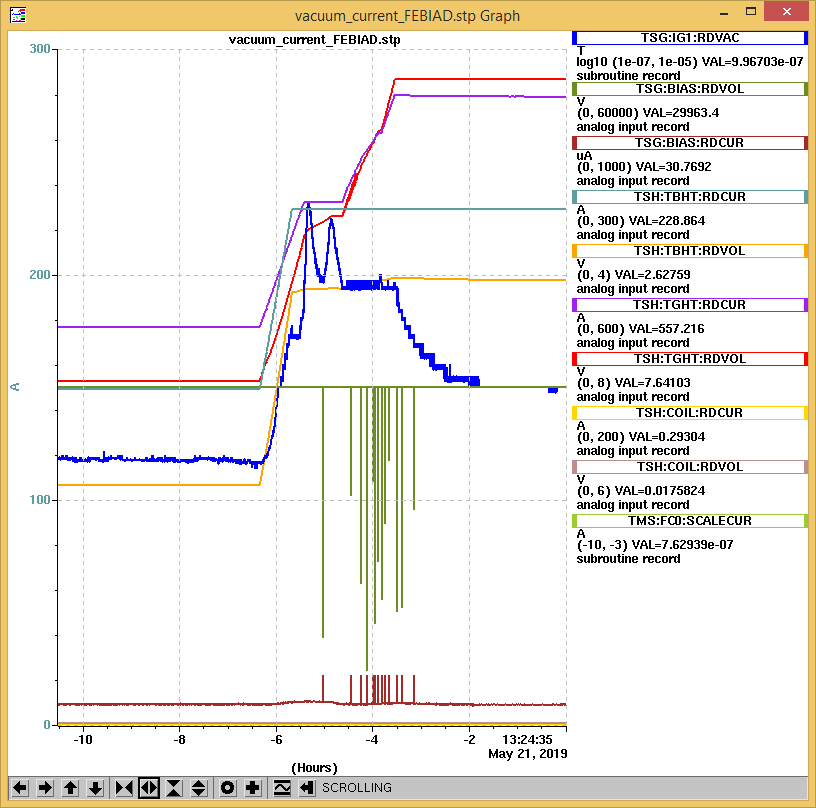 vacuum_current_FEBIAD.stp Graph
vacuum_current_FEBIAD.stp
300
200
A
100
0
-10
-8
-6
-4
-2
13:24:35
May 21, 2019
(Hours)
TSG:IG1:RDVAC
T
log10 (1e-07, 1e-05) VAL=9.96703e-07
subroutine record
TSG:BIAS:RDVOL
V
(0, 60000) VAL=29963.4
analog input record
TSG:BIAS:RDCUR
uA
(0, 1000) VAL=30.7692
analog input record
TSH:TBHT:RDCUR
A
(0, 300) VAL=228.864
analog input record
TSH:TBHT:RDVOL
V
(0, 4) VAL=2.62759
analog input record
TSH:TGHT:RDCUR
A
(0, 600) VAL=557.216
analog input record
TSH:TGHT:RDVOL
V
(0, 8) VAL=7.64103
analog input record
TSH:COIL:RDCUR
A
(0, 200) VAL=0.29304
analog input record
TSH:COIL:RDVOL
V
(0, 6) VAL=0.0175824
analog input record
TMS:FC0:SCALECUR
A
(-10, -3) VAL=7.62939e-07
subroutine record
SCROLLING